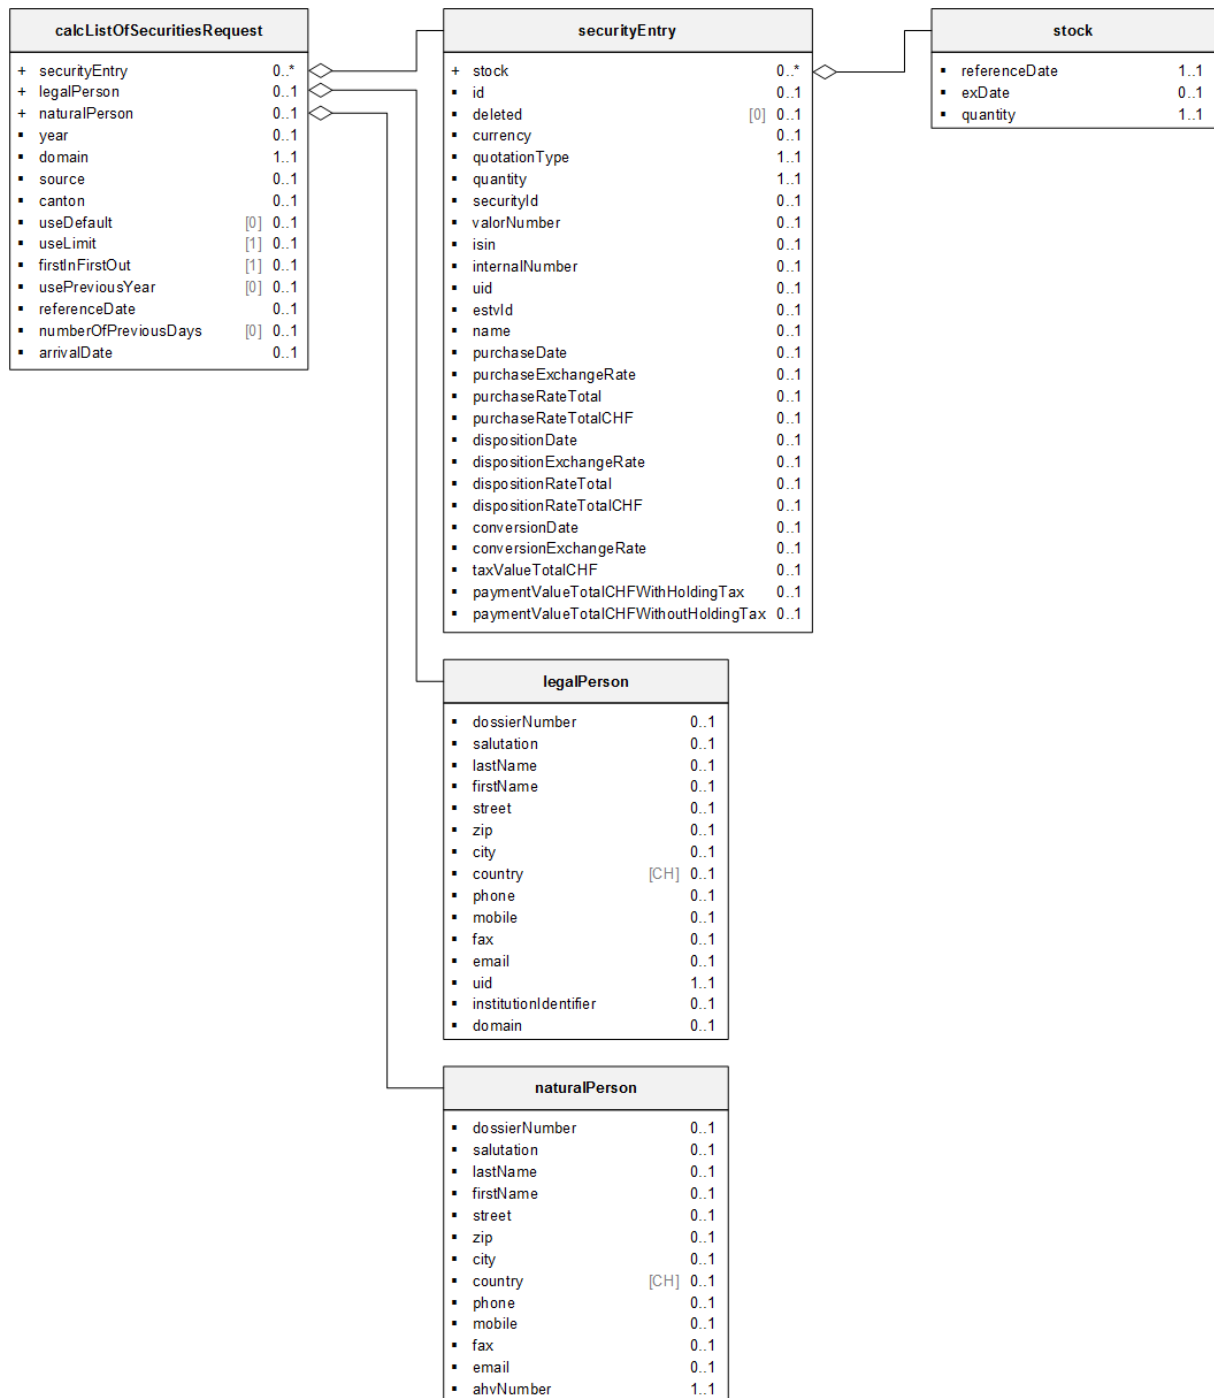 calcListOfSecuritiesRequest
+ securityEntry 0..*
+ legalPerson 0..1
+ naturalPerson 0..1
▪ year 0..1
▪ domain 1..1
▪ source 0..1
▪ canton 0..1
▪ useDefault [0] 0..1
▪ useLimit [1] 0..1
▪ firstInFirstOut [1] 0..1
▪ usePreviousYear [0] 0..1
▪ referenceDate 0..1
▪ numberOfPreviousDays [0] 0..1
▪ arrivalDate 0..1
securityEntry
+ stock 0..*
▪ id 0..1
▪ deleted [0] 0..1
▪ currency 0..1
▪ quotationType 1..1
▪ quantity 1..1
▪ securityId 0..1
▪ valorNumber 0..1
▪ isin 0..1
▪ internalNumber 0..1
▪ uid 0..1
▪ estvId 0..1
▪ name 0..1
▪ purchaseDate 0..1
▪ purchaseExchangeRate 0..1
▪ purchaseRateTotal 0..1
▪ purchaseRateTotalCHF 0..1
▪ dispositionDate 0..1
▪ dispositionExchangeRate 0..1
▪ dispositionRateTotal 0..1
▪ dispositionRateTotalCHF 0..1
▪ conversionDate 0..1
▪ conversionExchangeRate 0..1
▪ taxValueTotalCHF 0..1
▪ paymentValueTotalCHFWithHoldingTax 0..1
▪ paymentValueTotalCHFWithoutHoldingTax 0..1
stock
▪ referenceDate 1..1
▪ exDate 0..1
▪ quantity 1..1
legalPerson
▪ dossierNumber 0..1
▪ salutation 0..1
▪ lastName 0..1
▪ firstName 0..1
▪ street 0..1
▪ zip 0..1
▪ city 0..1
▪ country [CH] 0..1
▪ phone 0..1
▪ mobile 0..1
▪ fax 0..1
▪ email 0..1
▪ uid 1..1
▪ institutionIdentifier 0..1
▪ domain 0..1
naturalPerson
▪ dossierNumber 0..1
▪ salutation 0..1
▪ lastName 0..1
▪ firstName 0..1
▪ street 0..1
▪ zip 0..1
▪ city 0..1
▪ country [CH] 0..1
▪ phone 0..1
▪ mobile 0..1
▪ fax 0..1
▪ email 0..1
▪ ahvNumber 1..1